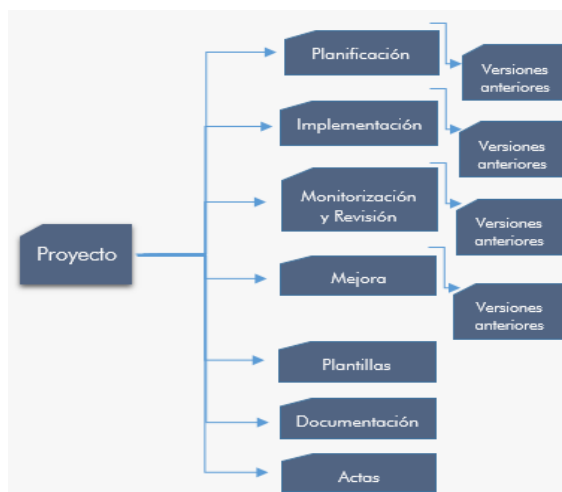 Planificación
Versiones
anteriores
Implementación
Versiones
anteriores
Monitorización
y Revisión
Versiones
anteriores
Proyecto
Mejora
Versiones
anteriores
Plantillas
Documentación
Actas